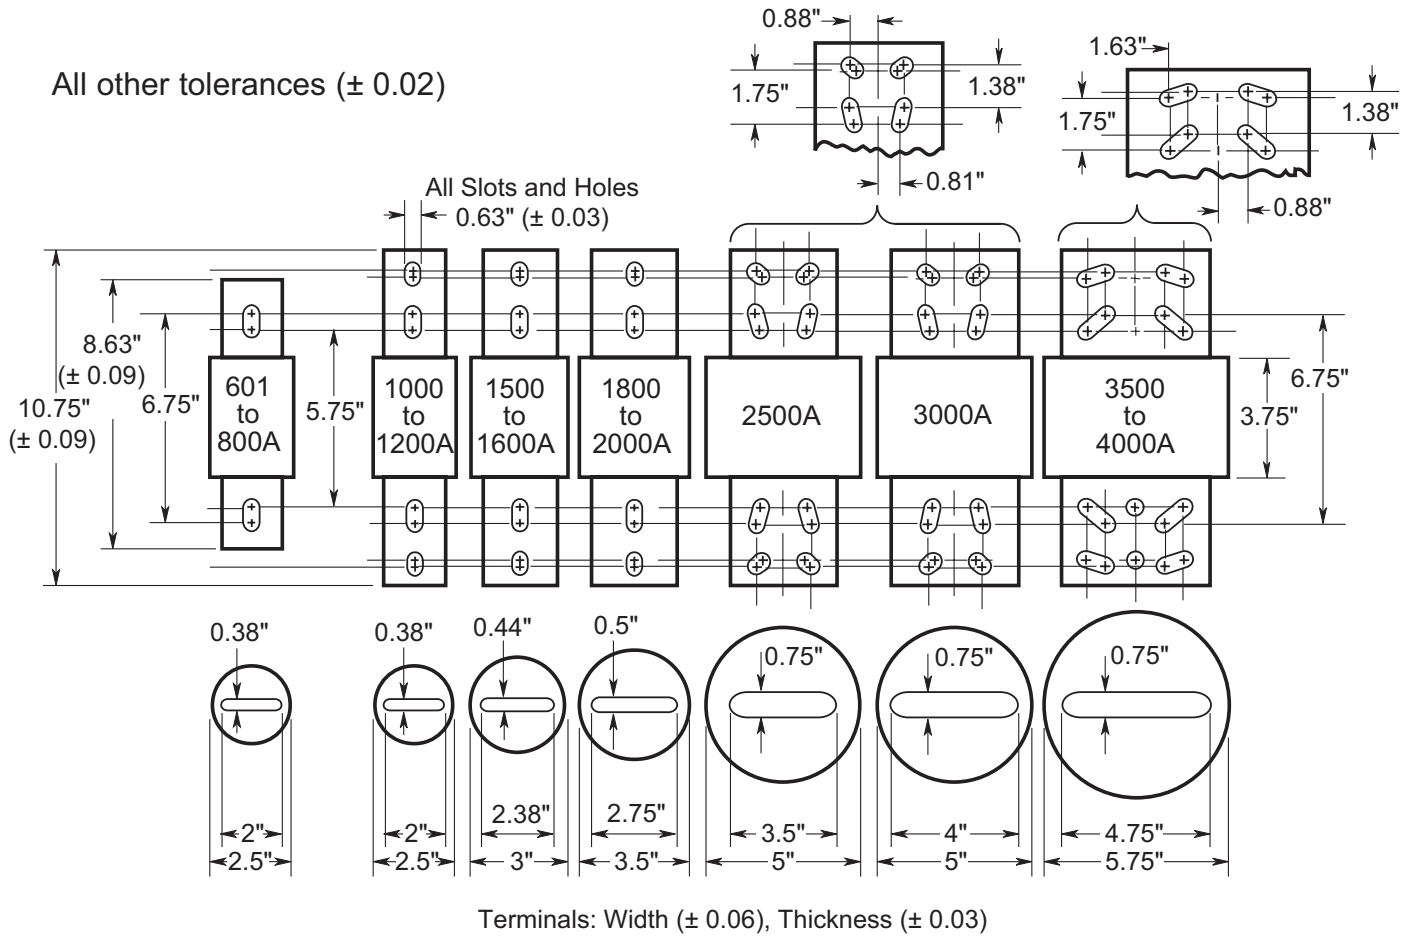 0.88"
All other tolerances (± 0.02)
1.75"
1.38"
0.81"
1.63"
1.75"
1.38"
0.88"
All Slots and Holes
0.63" (± 0.03)
10.75"
(± 0.09)
8.63"
(± 0.09)
6.75"
5.75"
601
to
800A
1000
to
1200A
1500
to
1600A
1800
to
2000A
2500A
3000A
3500
to
4000A
3.75"
6.75"
0.38"
0.38"
0.44"
0.5"
0.75"
0.75"
0.75"
2"
2.5"
2"
2.5"
2.38"
3"
2.75"
3.5"
3.5"
5"
4"
5"
4.75"
5.75"
Terminals: Width (± 0.06), Thickness (± 0.03)